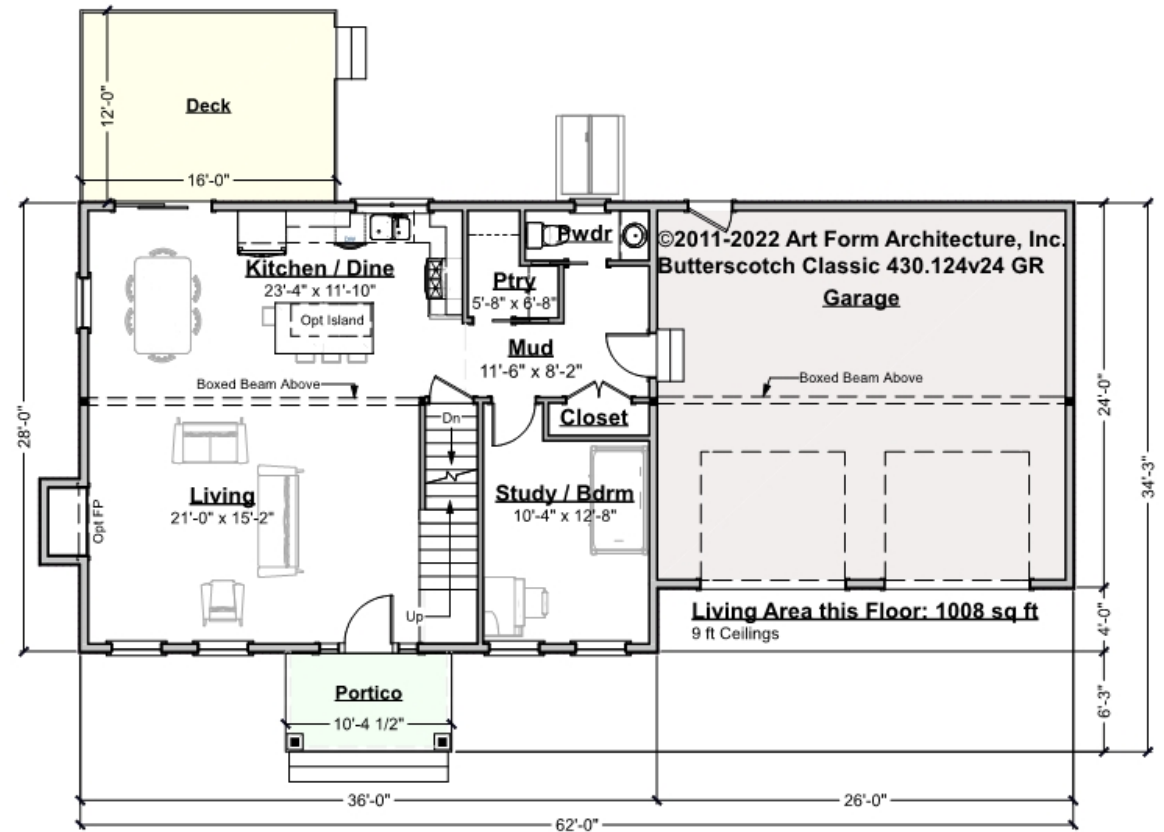 12'-0"
Deck
16'-0"
©2011-2022 Art Form Architecture, Inc.
Butterscotch Classic 430.124v24 GR
Garage
Pwdr
DW
Kitchen / Dine
23'-4" x 11'-10"
Opt Island
Ptry
5'-8" x 6'-8"
Mud
11'-6" x 8'-2"
Boxed Beam Above
Boxed Beam Above
Closet
Dn
28'-0"
24'-0"
34'-3"
Living
21'-0" x 15'-2"
Opt FP
Study / Bdrm
10'-4" x 12'-8"
Up
Living Area this Floor: 1008 sq ft
9 ft Ceilings
4'-0"
Portico
10'-4 1/2"
6'-3"
36'-0"
26'-0"
62'-0"